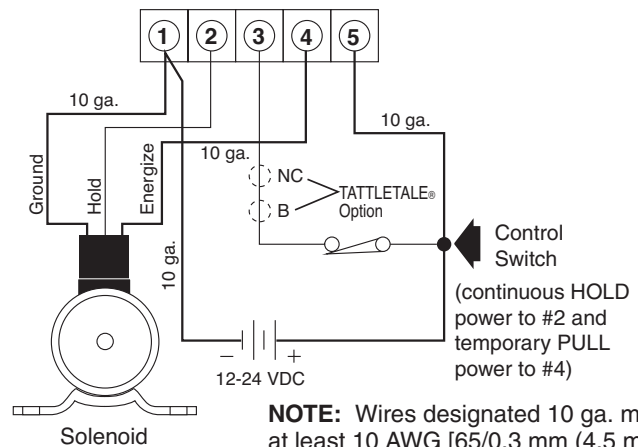 1 2 3 4 5
10 ga.
10 ga.
10 ga.
10 ga.
Ground
Hold
Energize
NC
B
TATTLETALE®
Option
Control
Switch
(continuous HOLD
power to #2 and
temporary PULL
power to #4)
– +
12-24 VDC
Solenoid
NOTE: Wires designated 10 ga. m
at least 10 AWG [65/0.3 mm (4.5 m